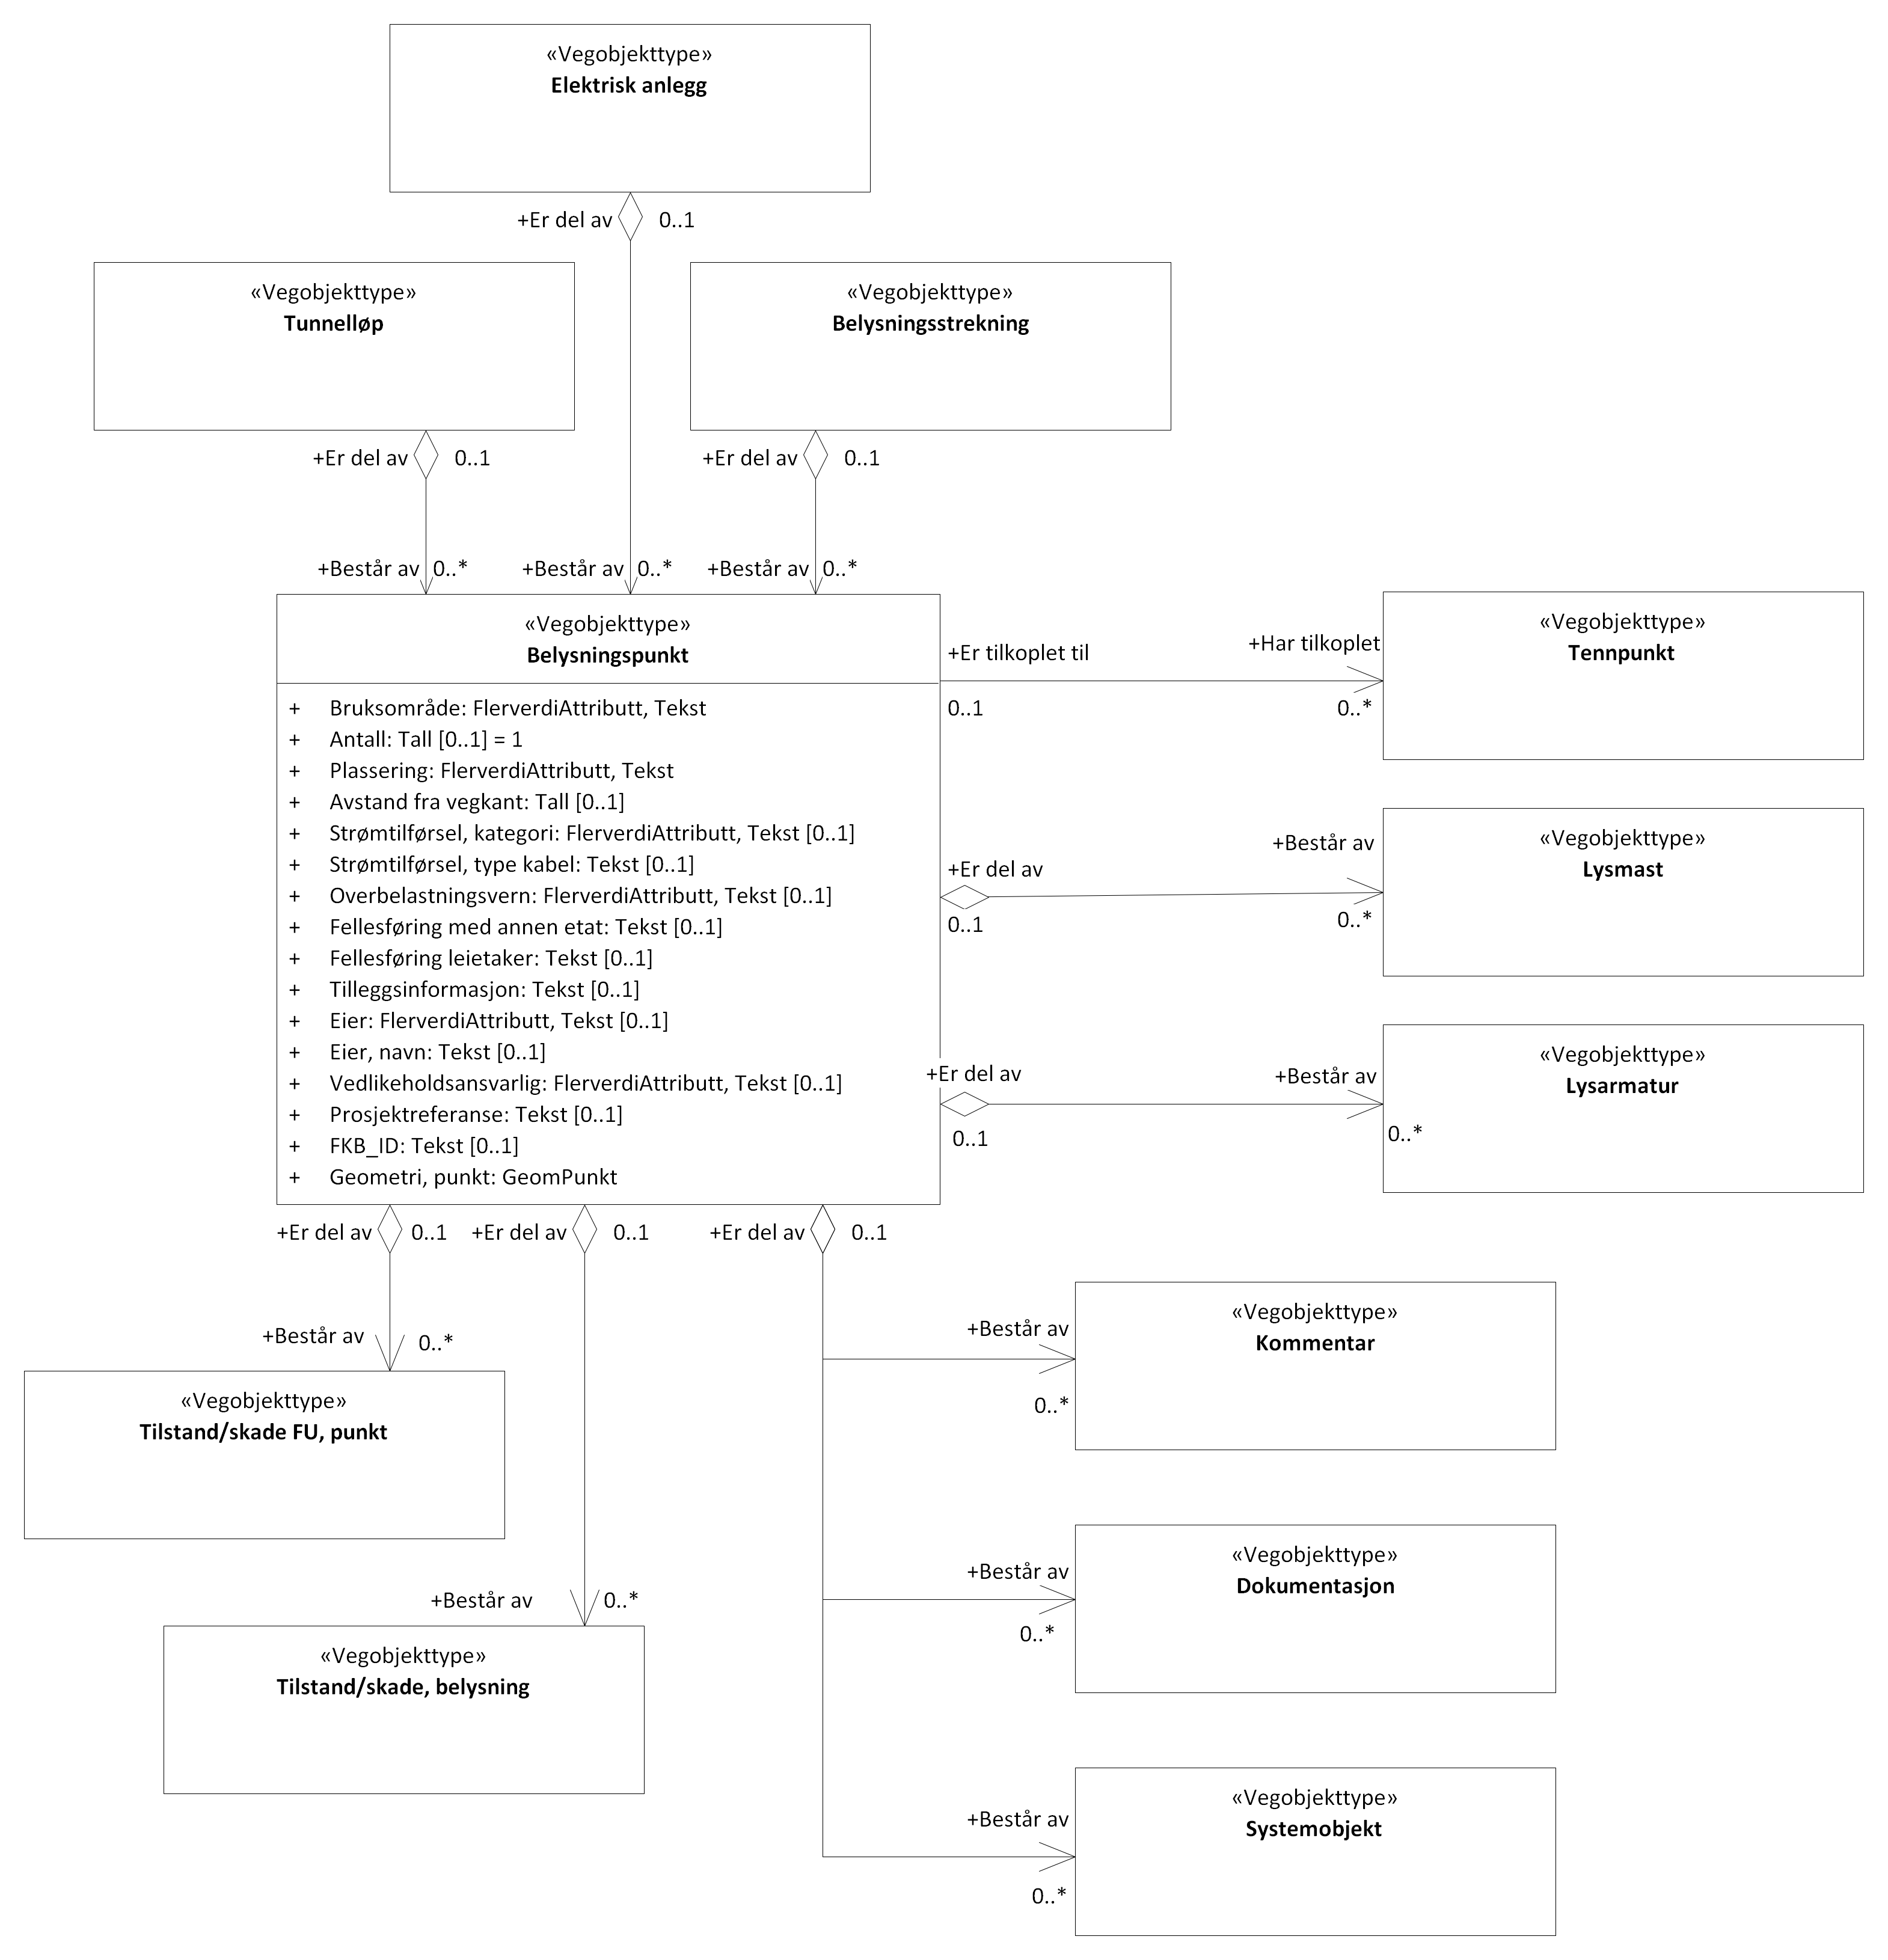 «Vegobjekttype»
Elektrisk anlegg
+Er del av
0..1
«Vegobjekttype»
Tunnelløp
«Vegobjekttype»
Belysningsstrekning
+Er del av
0..1
+Er del av
0..1
+Består av
0..*
+Består av
0..*
+Består av
0..*
«Vegobjekttype»
Belysningspunkt
+ Bruksområde: FlerverdiAttributt, Tekst
+ Antall: Tall [0..1] = 1
+ Plassering: FlerverdiAttributt, Tekst
+ Avstand fra vegkant: Tall [0..1]
+ Strømtilførsel, kategori: FlerverdiAttributt, Tekst [0..1]
+ Strømtilførsel, type kabel: Tekst [0..1]
+ Overbelastningsvern: FlerverdiAttributt, Tekst [0..1]
+ Fellesføring med annen etat: Tekst [0..1]
+ Fellesføring leietaker: Tekst [0..1]
+ Tilleggsinformasjon: Tekst [0..1]
+ Eier: FlerverdiAttributt, Tekst [0..1]
+ Eier, navn: Tekst [0..1]
+ Vedlikeholdsansvarlig: FlerverdiAttributt, Tekst [0..1]
+ Prosjektreferanse: Tekst [0..1]
+ FKB_ID: Tekst [0..1]
+ Geometri, punkt: GeomPunkt
+Er tilkoplet til
0..1
+Har tilkoplet
0..*
«Vegobjekttype»
Tennpunkt
+Er del av
0..1
+Består av
0..*
«Vegobjekttype»
Lysmast
+Er del av
0..1
+Består av
0..*
«Vegobjekttype»
Lysarmatur
+Er del av
0..1
+Er del av
0..1
+Er del av
0..1
+Består av
0..*
«Vegobjekttype»
Tilstand/skade FU, punkt
+Består av
0..*
«Vegobjekttype»
Tilstand/skade, belysning
+Består av
0..*
«Vegobjekttype»
Kommentar
+Består av
0..*
«Vegobjekttype»
Dokumentasjon
+Består av
0..*
«Vegobjekttype»
Systemobjekt